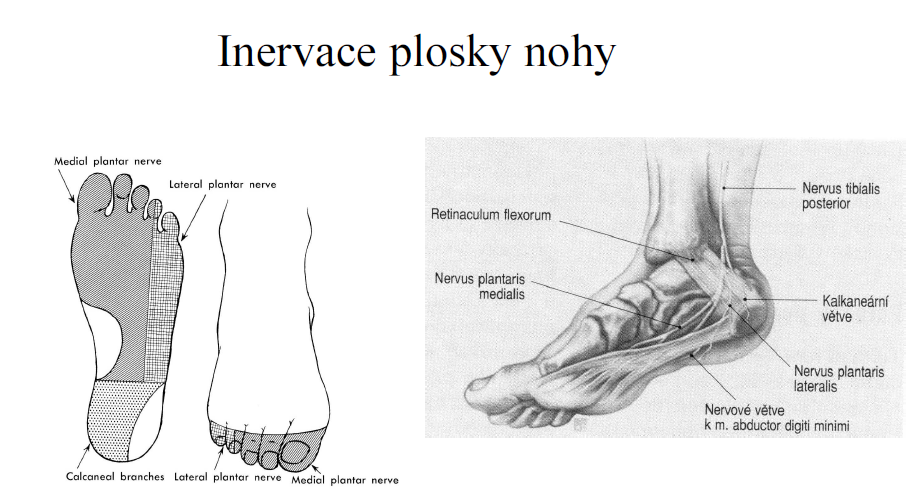 Inervace plosky nohy
Medial plantar nerve
Lateral plantar nerve
Calcaneal branches
Lateral plantar nerve
Medial plantar nerve
Nervus tibialis
posterior
Retinaculum flexorum
Nervus plantaris
medialis
Kalkaneární
větve
Nervus plantaris
lateralis
Nervové větve
k m. abductor digiti minimi